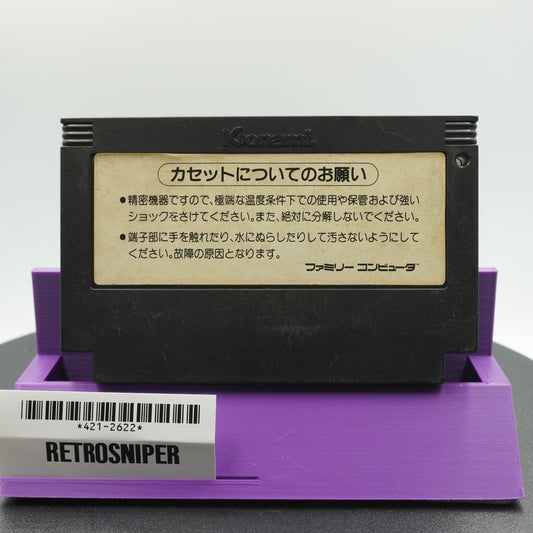 Konami
カセットについてのお願い
●精密機器ですので、極端な温度条件下での使用や保管および強い
ショックをさけてください。また、絶対に分解しないでください。
●端子部に手を触れたり、水にぬらしたりして汚さないようにして
ください。故障の原因となります。
ファミリー コンピュータ
*421-2622*
RETROSNIPER